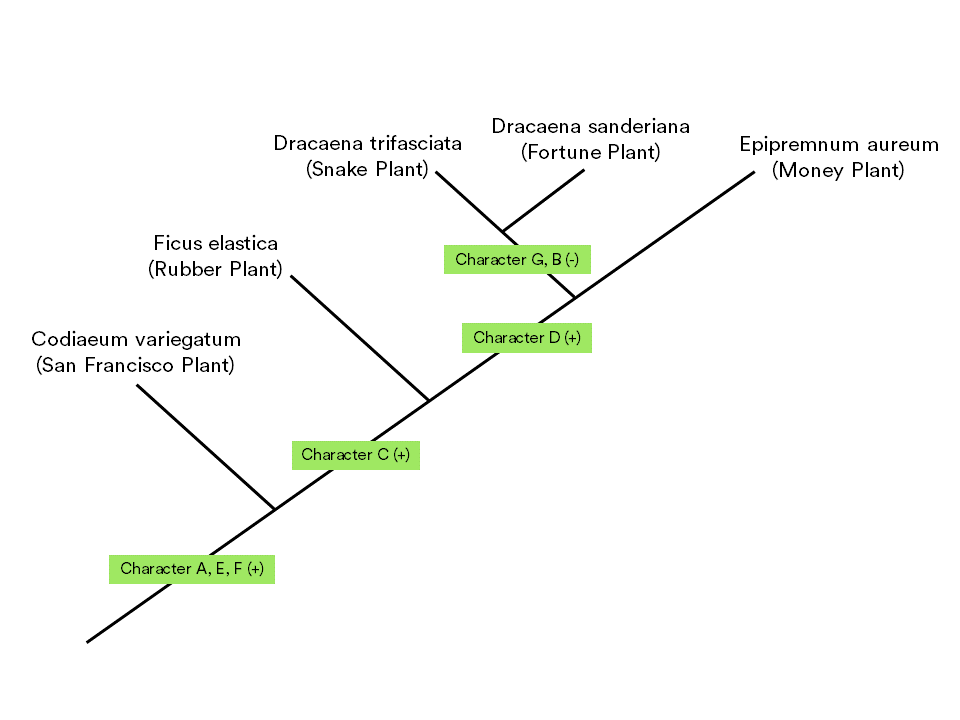 Dracaena sanderiana
(Fortune Plant)
Dracaena trifasciata
(Snake Plant)
Epipremnum aureum
(Money Plant)
Ficus elastica
(Rubber Plant)
Character G, B (-)
Codiaeum variegatum
(San Francisco Plant)
Character D (+)
Character C (+)
Character A, E, F (+)